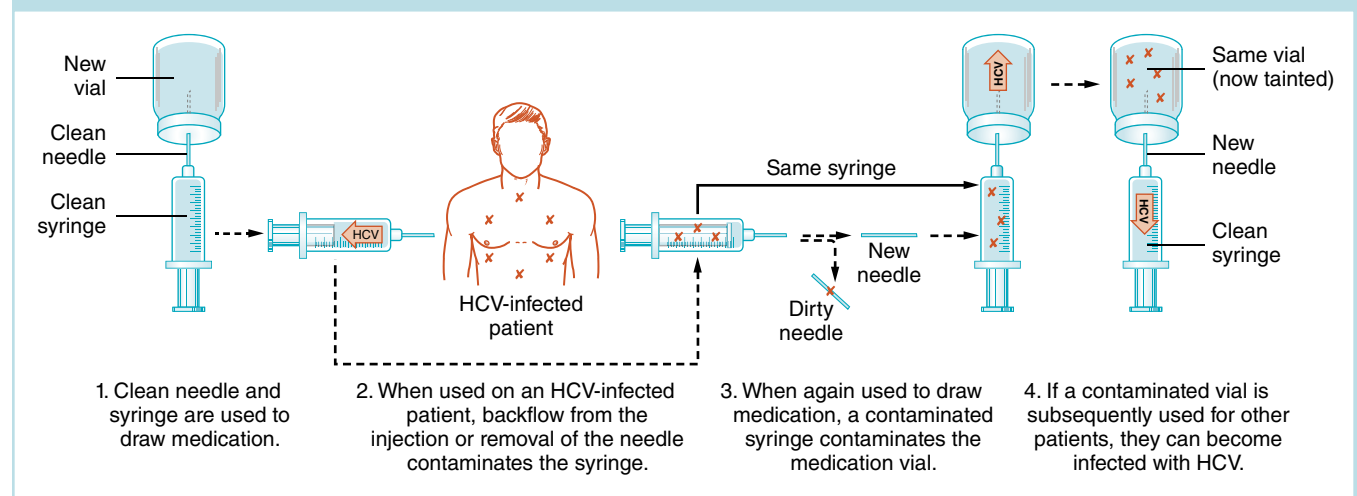 New
vial
Clean
needle
Clean
syringe
HCV
HCV-infected
patient
Same syringe
New
needle
Dirty
needle
HCV
Same vial
(now tainted)
New
needle
HCV
Clean
syringe
1. Clean needle and
syringe are used to
draw medication.
2. When used on an HCV-infected
patient, backflow from the
injection or removal of the needle
contaminates the syringe.
3. When again used to draw
medication, a contaminated
syringe contaminates the
medication vial.
4. If a contaminated vial is
subsequently used for other
patients, they can become
infected with HCV.